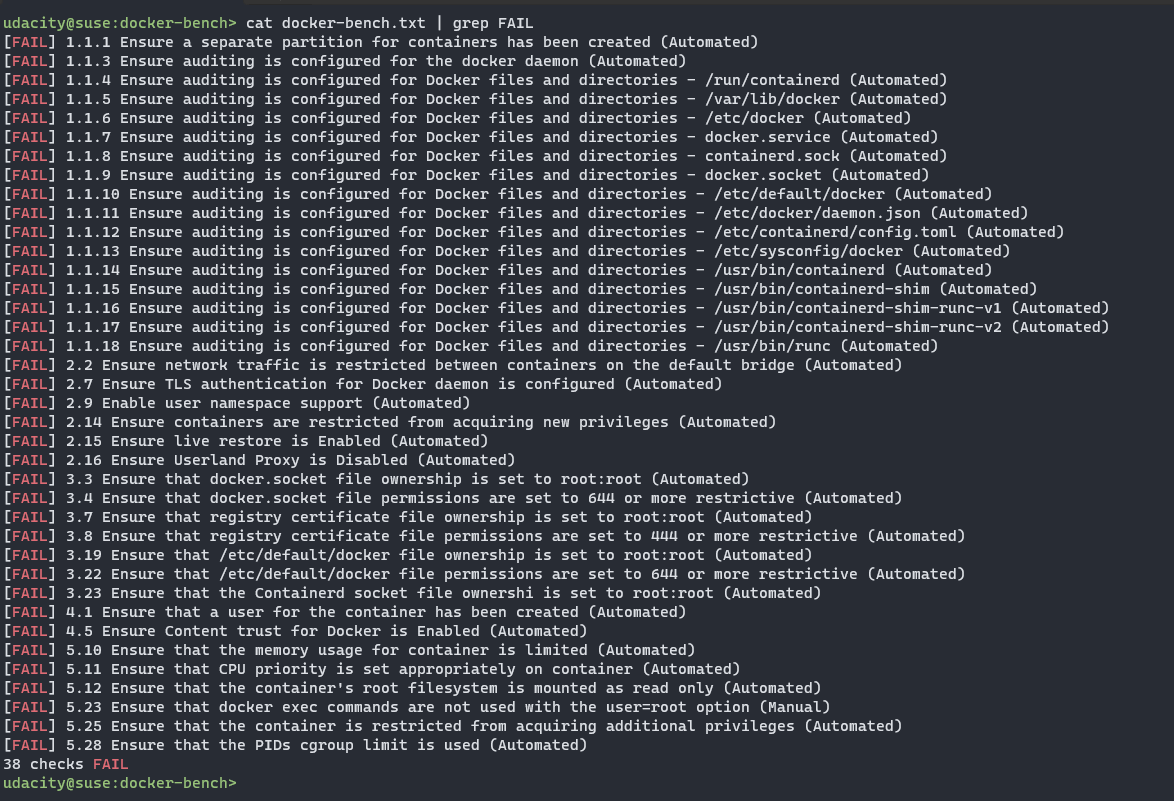 udacity@suse:docker-bench> cat docker-bench.txt | grep FAIL
[FAIL] 1.1.1 Ensure a separate partition for containers has been created (Automated)
[FAIL] 1.1.3 Ensure auditing is configured for the docker daemon (Automated)
[FAIL] 1.1.4 Ensure auditing is configured for Docker files and directories - /run/containerd (Automated)
[FAIL] 1.1.5 Ensure auditing is configured for Docker files and directories - /var/lib/docker (Automated)
[FAIL] 1.1.6 Ensure auditing is configured for Docker files and directories - /etc/docker (Automated)
[FAIL] 1.1.7 Ensure auditing is configured for Docker files and directories - docker.service (Automated)
[FAIL] 1.1.8 Ensure auditing is configured for Docker files and directories - containerd.sock (Automated)
[FAIL] 1.1.9 Ensure auditing is configured for Docker files and directories - docker.socket (Automated)
[FAIL] 1.1.10 Ensure auditing is configured for Docker files and directories - /etc/default/docker (Automated)
[FAIL] 1.1.11 Ensure auditing is configured for Docker files and directories - /etc/docker/daemon.json (Automated)
[FAIL] 1.1.12 Ensure auditing is configured for Docker files and directories - /etc/containerd/config.toml (Automated)
[FAIL] 1.1.13 Ensure auditing is configured for Docker files and directories - /etc/sysconfig/docker (Automated)
[FAIL] 1.1.14 Ensure auditing is configured for Docker files and directories - /usr/bin/containerd (Automated)
[FAIL] 1.1.15 Ensure auditing is configured for Docker files and directories - /usr/bin/containerd-shim (Automated)
[FAIL] 1.1.16 Ensure auditing is configured for Docker files and directories - /usr/bin/containerd-shim-runc-v1 (Automated)
[FAIL] 1.1.17 Ensure auditing is configured for Docker files and directories - /usr/bin/containerd-shim-runc-v2 (Automated)
[FAIL] 1.1.18 Ensure auditing is configured for Docker files and directories - /usr/bin/runc (Automated)
[FAIL] 2.2 Ensure network traffic is restricted between containers on the default bridge (Automated)
[FAIL] 2.7 Ensure TLS authentication for Docker daemon is configured (Automated)
[FAIL] 2.9 Enable user namespace support (Automated)
[FAIL] 2.14 Ensure containers are restricted from acquiring new privileges (Automated)
[FAIL] 2.15 Ensure live restore is Enabled (Automated)
[FAIL] 2.16 Ensure Userland Proxy is Disabled (Automated)
[FAIL] 3.3 Ensure that docker.socket file ownership is set to root:root (Automated)
[FAIL] 3.4 Ensure that docker.socket file permissions are set to 644 or more restrictive (Automated)
[FAIL] 3.7 Ensure that registry certificate file ownership is set to root:root (Automated)
[FAIL] 3.8 Ensure that registry certificate file permissions are set to 444 or more restrictive (Automated)
[FAIL] 3.19 Ensure that /etc/default/docker file ownership is set to root:root (Automated)
[FAIL] 3.22 Ensure that /etc/default/docker file permissions are set to 644 or more restrictive (Automated)
[FAIL] 3.23 Ensure that the Containerd socket file ownershi is set to root:root (Automated)
[FAIL] 4.1 Ensure that a user for the container has been created (Automated)
[FAIL] 4.5 Ensure Content trust for Docker is Enabled (Automated)
[FAIL] 5.10 Ensure that the memory usage for container is limited (Automated)
[FAIL] 5.11 Ensure that CPU priority is set appropriately on container (Automated)
[FAIL] 5.12 Ensure that the container's root filesystem is mounted as read only (Automated)
[FAIL] 5.23 Ensure that docker exec commands are not used with the user=root option (Manual)
[FAIL] 5.25 Ensure that the container is restricted from acquiring additional privileges (Automated)
[FAIL] 5.28 Ensure that the PIDs cgroup limit is used (Automated)
38 checks FAIL
udacity@suse:docker-bench>